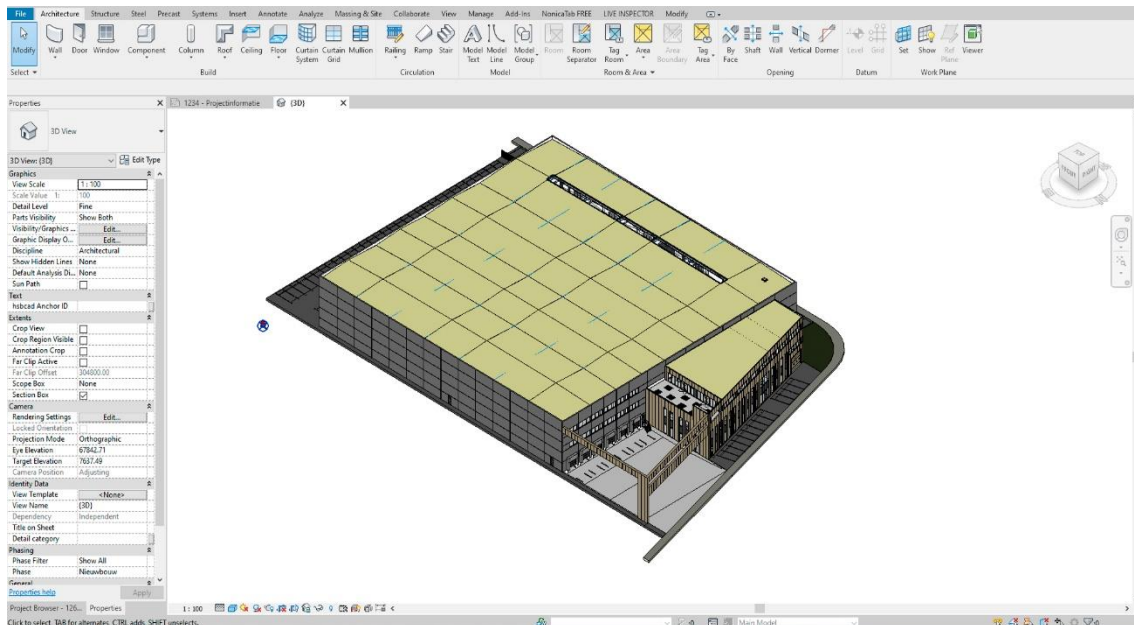 File Architecture Structure Steel Precast Systems Insert Annotate Analyze Massing & Site Collaborate View Manage Add-Ins NonicaTab FREE LIVE INSPECTOR Modify
Modify Wall Door Window Component Column Roof Ceiling Floor Curtain System Curtain Grid Mullion Railing Ramp Stair Model Text Model Line Model Group Room Room Separator Tag Room Area Area Boundary Tag Area By Face Shaft Wall Vertical Dormer Level Grid Set Show Ref Plane Viewer
Select Build Circulation Model Room & Area Opening Datum Work Plane
Properties 1234 - Projectinformatie {3D}
3D View
3D View: {3D} Edit Type
Graphics
View Scale 1 : 100
Scale Value 1: 100
Detail Level Fine
Parts Visibility Show Both
Visibility/Graphics ... Edit...
Graphic Display O... Edit...
Discipline Architectural
Show Hidden Lines None
Default Analysis Di... None
Sun Path
Text
hsbcad Anchor ID
Extents
Crop View
Crop Region Visible
Annotation Crop
Far Clip Active
Far Clip Offset 304800.00
Scope Box None
Section Box
Camera
Rendering Settings Edit...
Locked Orientation
Projection Mode Orthographic
Eye Elevation 67842.71
Target Elevation 7637.49
Camera Position Adjusting
Identity Data
View Template <None>
View Name {3D}
Dependency Independent
Title on Sheet
Detail category
Phasing
Phase Filter Show All
Phase Nieuwbouw
General
Properties help Apply
Project Browser - 126... Properties 1 : 100
Click to select, TAB for alternates, CTRL adds, SHIFT unselects. Main Model
TOP
FRONT